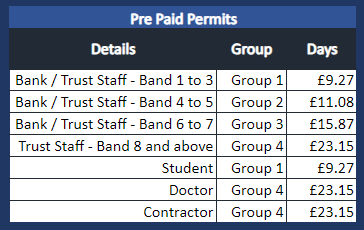 Pre Paid Permits
Details Group Days
Bank / Trust Staff - Band 1 to 3 Group 1 £9.27
Bank / Trust Staff - Band 4 to 5 Group 2 £11.08
Bank / Trust Staff - Band 6 to 7 Group 3 £15.87
Trust Staff - Band 8 and above Group 4 £23.15
Student Group 1 £9.27
Doctor Group 4 £23.15
Contractor Group 4 £23.15